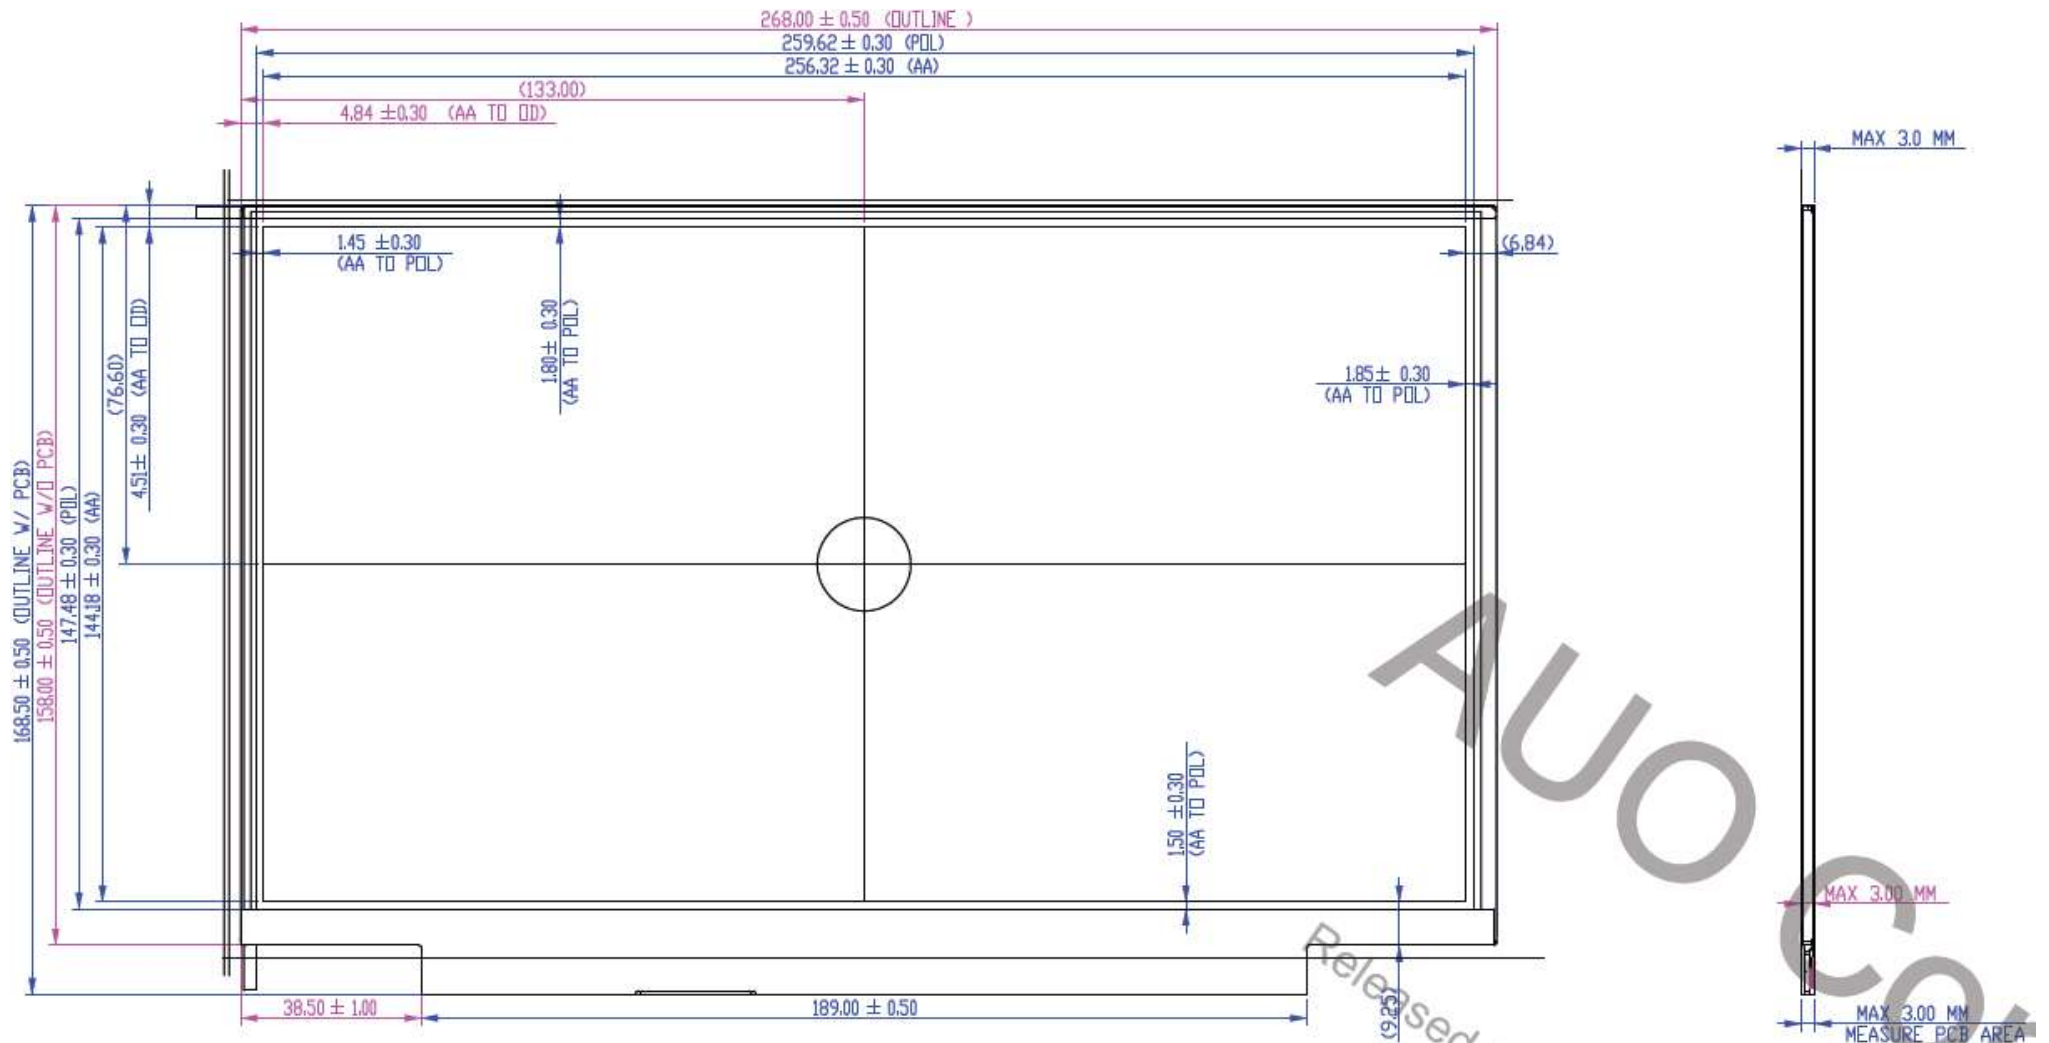 268.00 ± 0.50 (OUTLINE )
259.62 ± 0.30 (POL)
256.32 ± 0.30 (AA)
(133.00)
4.84 ±0.30 (AA TO OD)
MAX 3.0 MM
1.45 ±0.30
(AA TO POL)
(6.84)
168.50 ± 0.50 (OUTLINE W/ PCB)
158.00 ± 0.50 (OUTLINE W/O PCB)
147.48 ± 0.30 (POL)
144.18 ± 0.30 (AA)
(76.60)
4.51± 0.30 (AA TO OD)
1.80± 0.30
(AA TO POL)
1.85± 0.30
(AA TO POL)
1.50 ±0.30
(AA TO POL)
AUO Co
MAX 3.00 MM
Released
38.50 ± 1.00
189.00 ± 0.50
(9.25)
MAX 3.00 MM
MEASURE PCB AREA